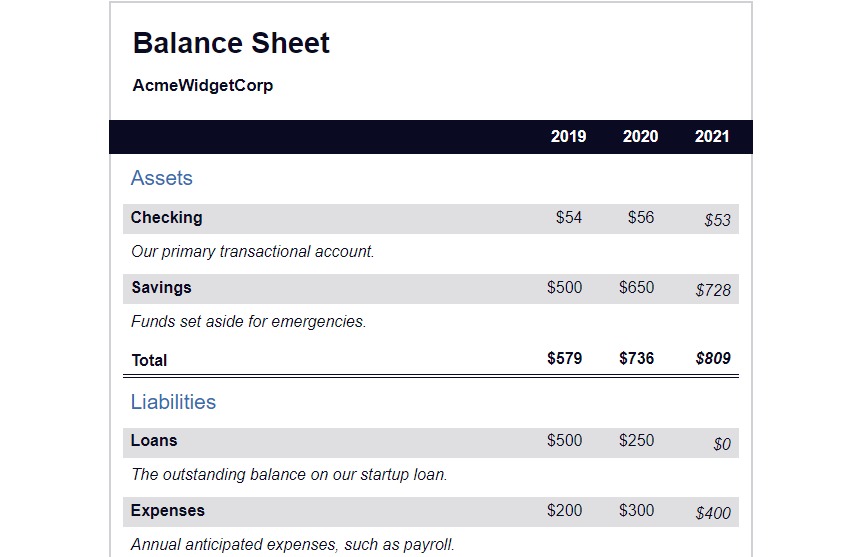 Balance Sheet
AcmeWidgetCorp
2019 2020 2021
Assets
Checking $54 $56 $53
Our primary transactional account.
Savings $500 $650 $728
Funds set aside for emergencies.
Total $579 $736 $809
Liabilities
Loans $500 $250 $0
The outstanding balance on our startup loan.
Expenses $200 $300 $400
Annual anticipated expenses, such as payroll.